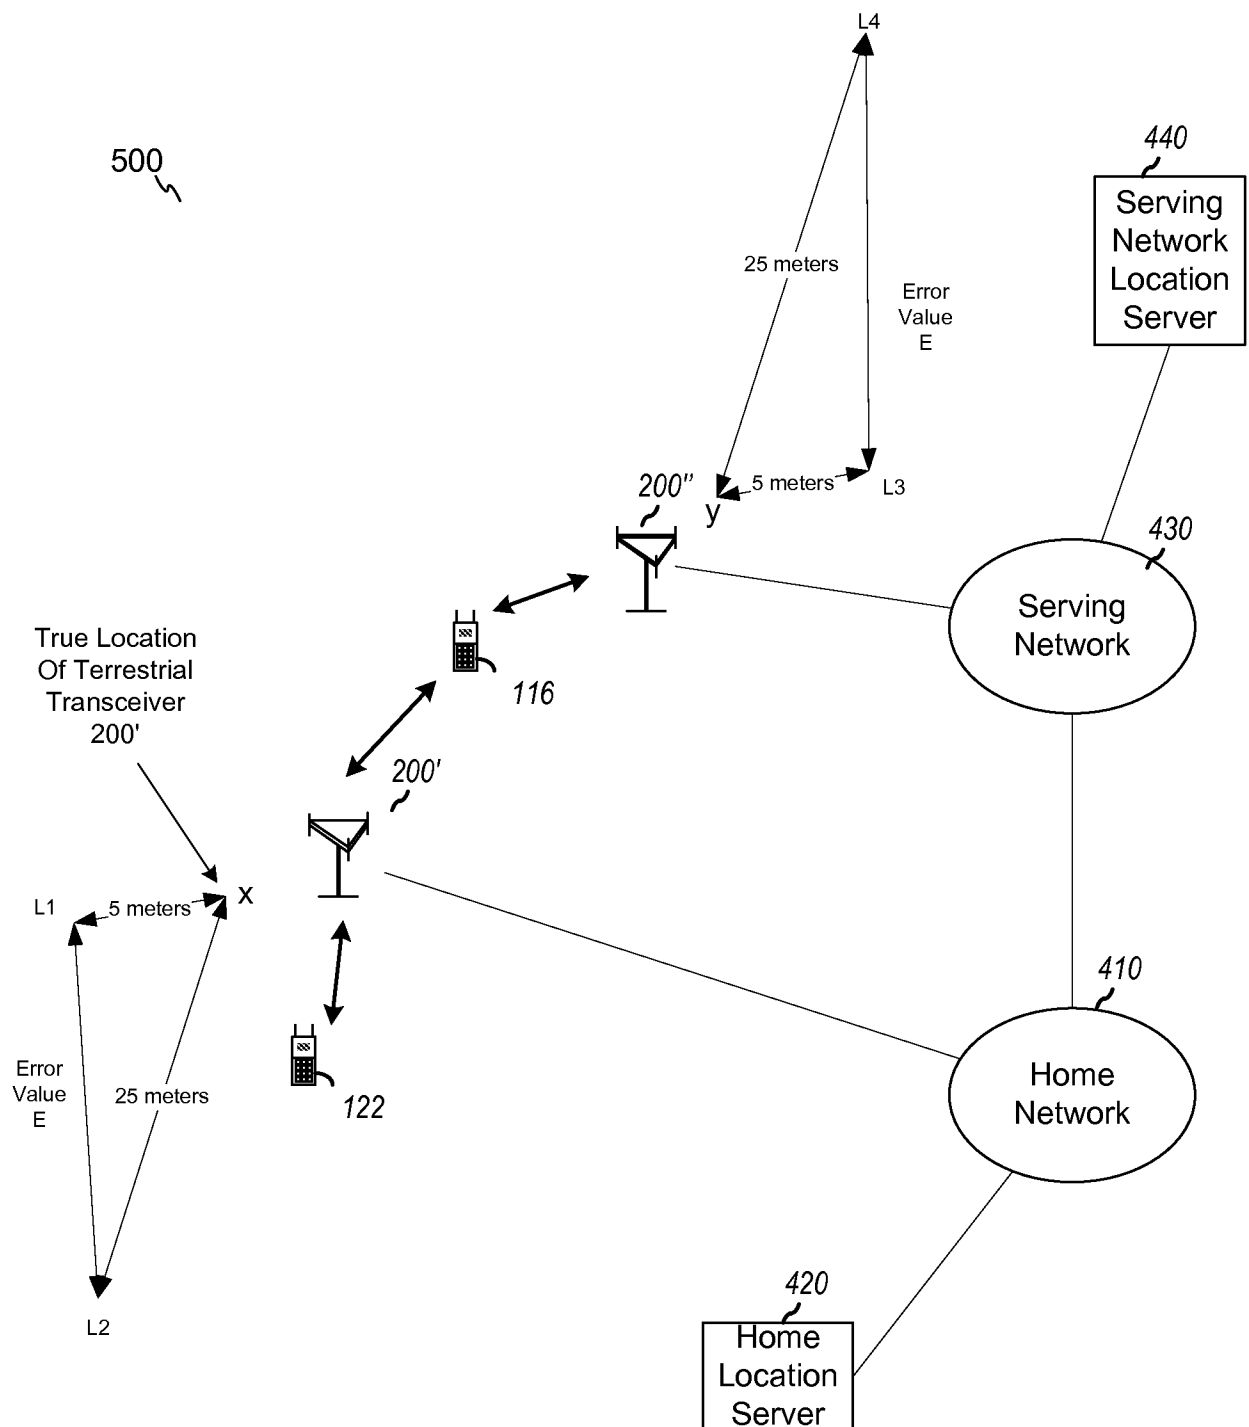 L4
500
440
Serving
Network
Location
Server
25 meters
Error
Value
E
200"
5 meters
L3
y
430
Serving
Network
True Location
Of Terrestrial
Transceiver
200'
116
200'
x
L1
5 meters
410
Home
Network
Error
Value
E
25 meters
122
L2
420
Home
Location
Server